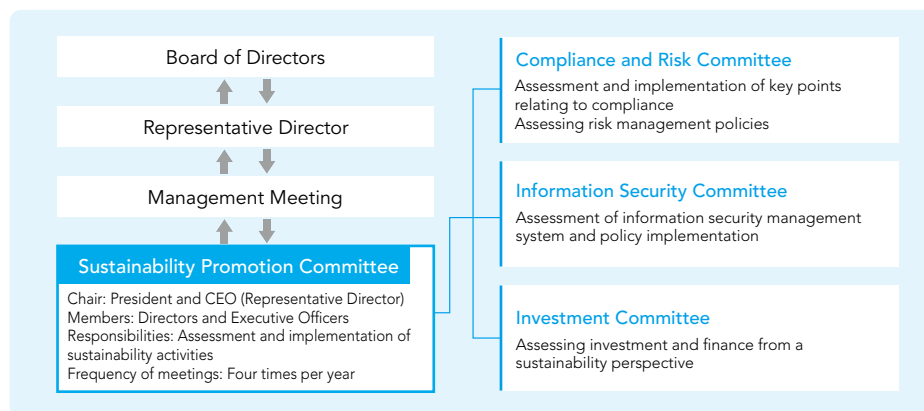 Board of Directors
Representative Director
Management Meeting
Sustainability Promotion Committee
Chair: President and CEO (Representative Director)
Members: Directors and Executive Officers
Responsibilities: Assessment and implementation of
sustainability activities
Frequency of meetings: Four times per year
Compliance and Risk Committee
Assessment and implementation of key points
relating to compliance
Assessing risk management policies
Information Security Committee
Assessment of information security management
system and policy implementation
Investment Committee
Assessing investment and finance from a
sustainability perspective